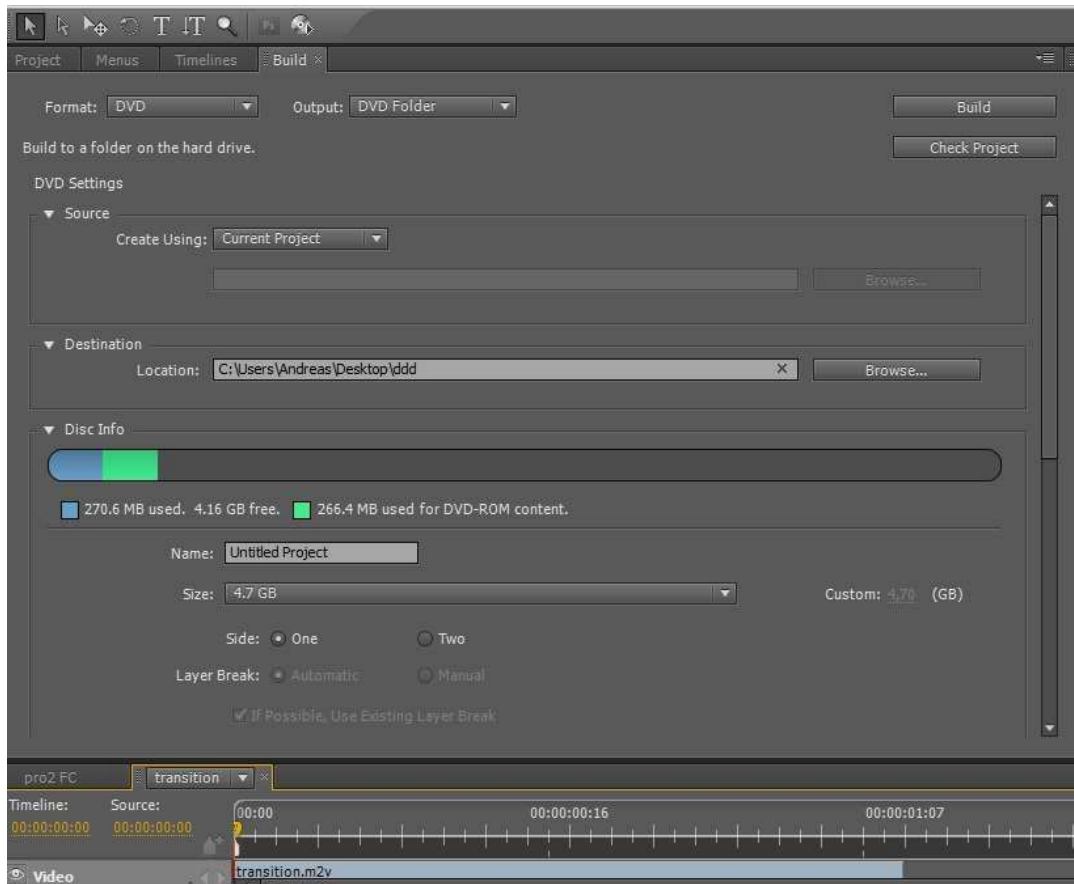 Project Menus Timelines Build
Format: DVD Output: DVD Folder Build
Build to a folder on the hard drive. Check Project
DVD Settings
Source
Create Using: Current Project
Browse...
Destination
Location: C:\Users\Andreas\Desktop\ddd Browse...
Disc Info
270.6 MB used. 4.16 GB free. 266.4 MB used for DVD-ROM content.
Name: Untitled Project
Size: 4.7 GB Custom: 4,70 (GB)
Side: One Two
Layer Break: Automatic Manual
If Possible, Use Existing Layer Break
pro2 FC transition
Timeline: Source: 00:00 00:00:00:16 00:00:01:07
00:00:00:00 00:00:00:00
Video transition.m2v